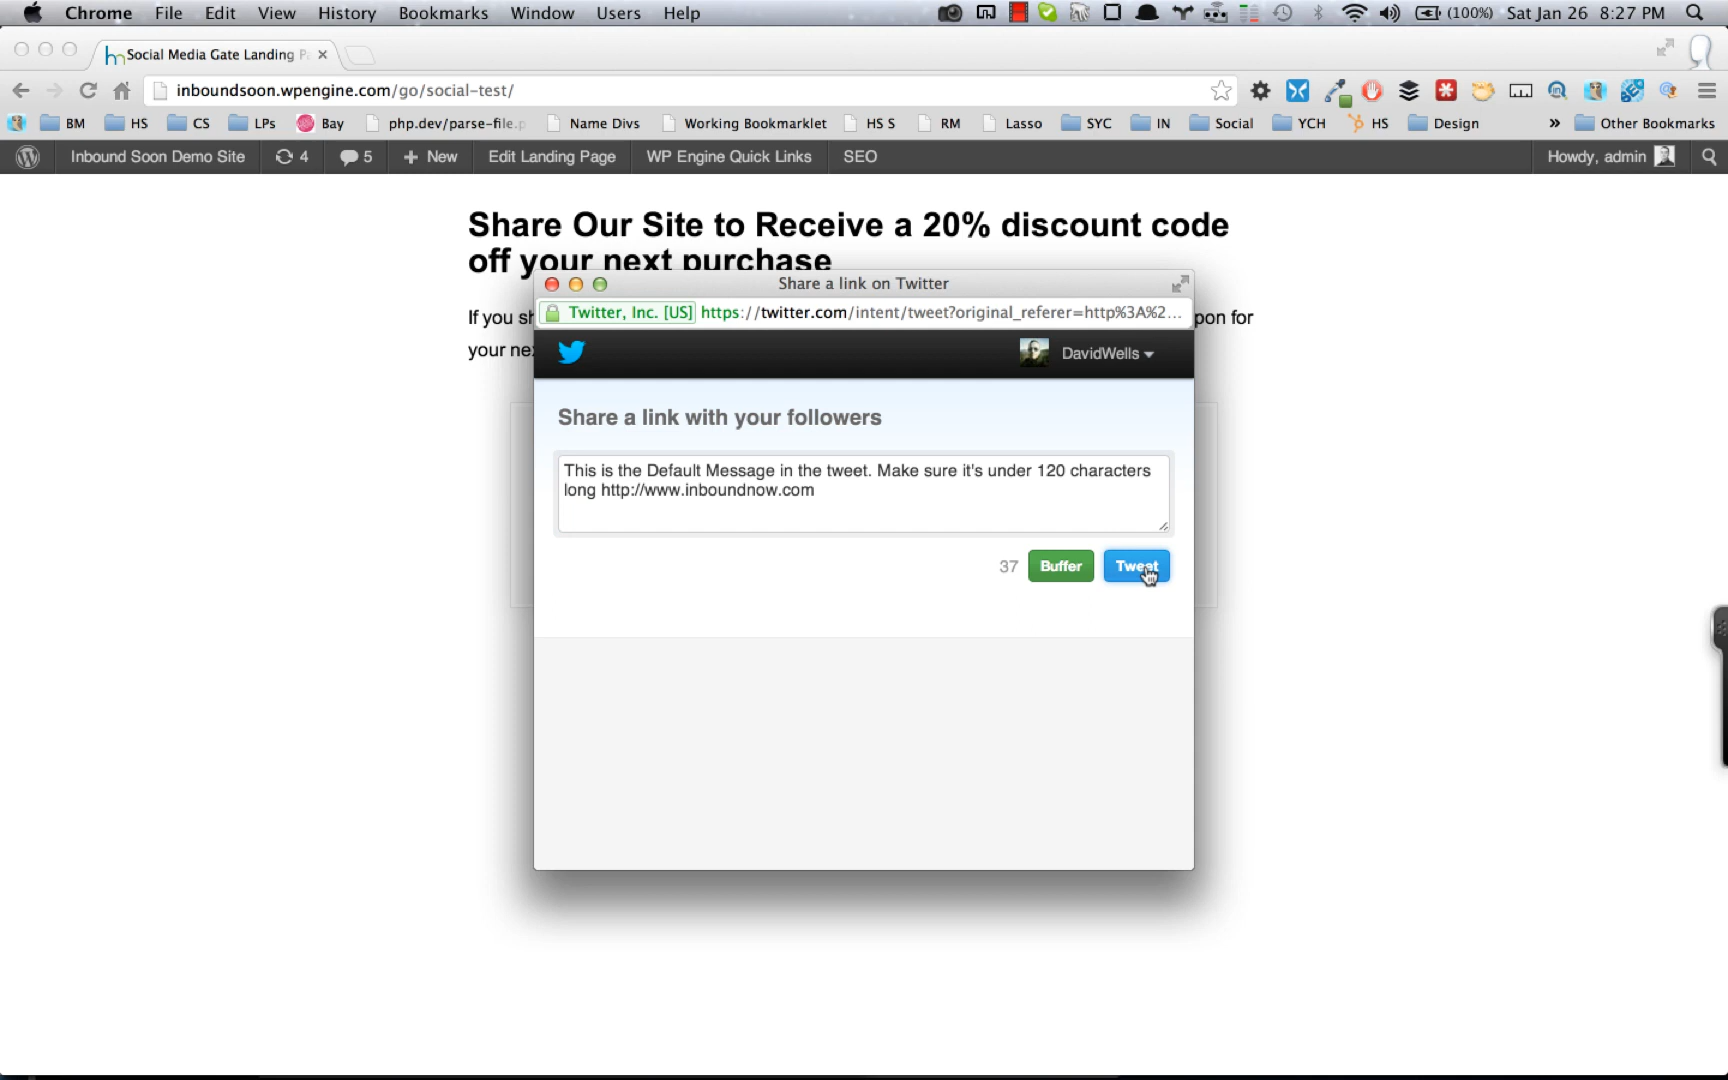 Chrome File Edit View History Bookmarks Window Users Help (100%) Sat Jan 26 8:27 PM
Social Media Gate Landing
inboundsoon.wpengine.com/go/social-test/
BM HS CS LPs Bay php.dev/parse-file. Name Divs Working Bookmarklet HS S RM Lasso SYC IN Social YCH HS Design » Other Bookmarks
Inbound Soon Demo Site 4 5 + New Edit Landing Page WP Engine Quick Links SEO Howdy, admin
Share Our Site to Receive a 20% discount code
off your next purchase
If you
pon for
your
Share a link on Twitter
Twitter, Inc. [US] https://twitter.com/intent/tweet?original_referer=http%3A%2...
DavidWells
Share a link with your followers
This is the Default Message in the tweet. Make sure it's under 120 characters
long http://www.inboundnow.com
37 Buffer Tweet